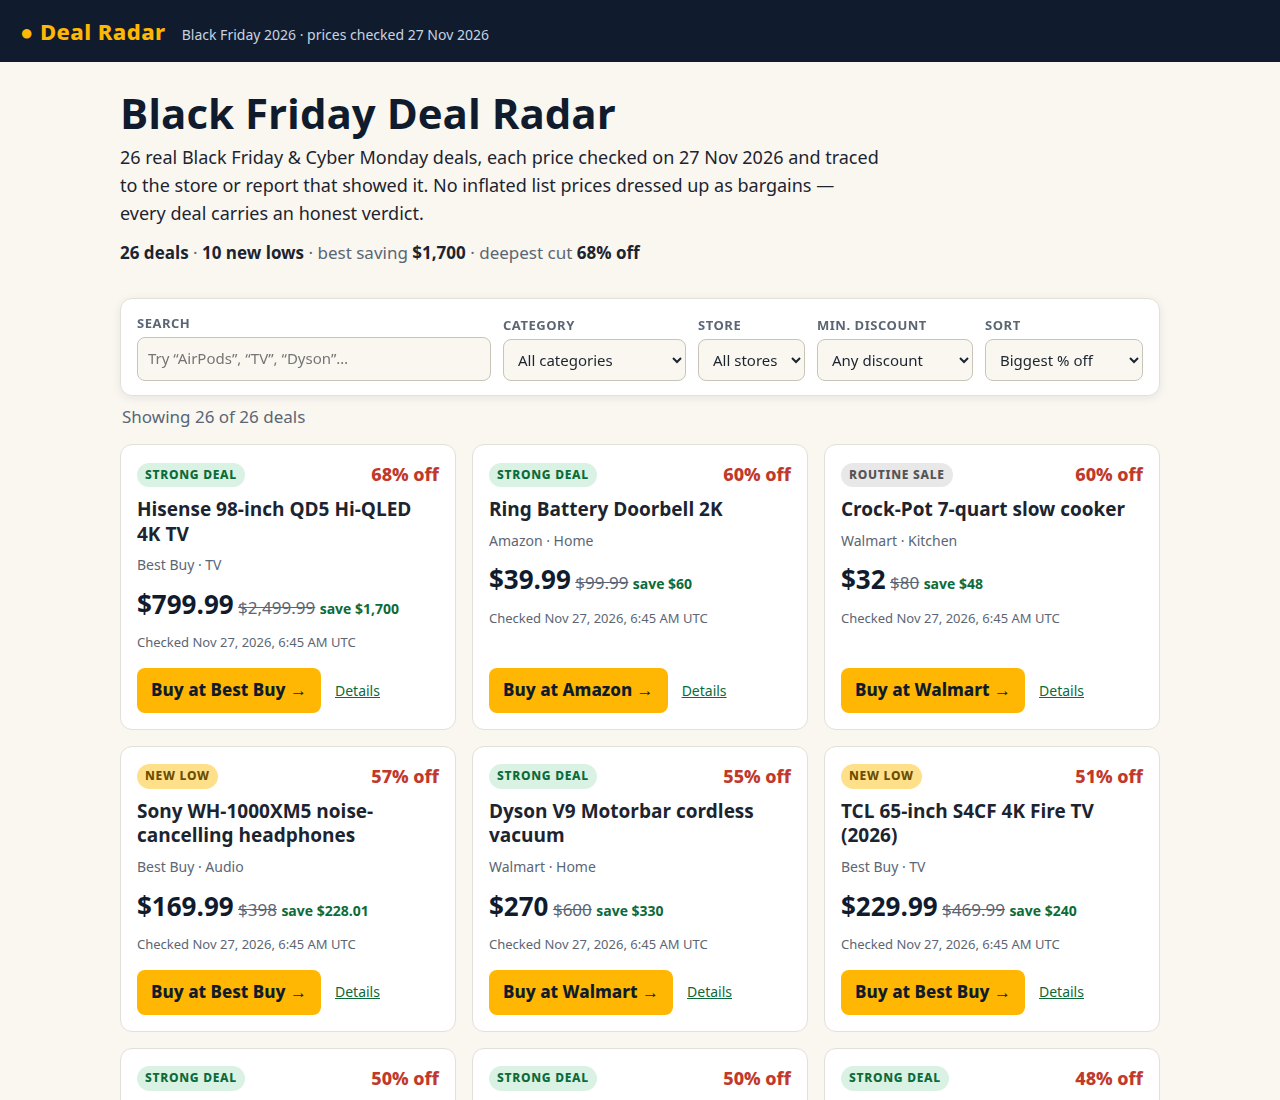 Deal Radar Black Friday 2026 · prices checked 27 Nov 2026
Black Friday Deal Radar
26 real Black Friday & Cyber Monday deals, each price checked on 27 Nov 2026 and traced
to the store or report that showed it. No inflated list prices dressed up as bargains —
every deal carries an honest verdict.
26 deals · 10 new lows · best saving $1,700 · deepest cut 68% off
SEARCH CATEGORY STORE MIN. DISCOUNT SORT
Try “AirPods”, “TV”, “Dyson”… All categories All stores Any discount Biggest % off
Showing 26 of 26 deals
STRONG DEAL 68% off
Hisense 98-inch QD5 Hi-QLED
4K TV
Best Buy · TV
$799.99 $2,499.99 save $1,700
Checked Nov 27, 2026, 6:45 AM UTC
Buy at Best Buy → Details
STRONG DEAL 60% off
Ring Battery Doorbell 2K
Amazon · Home
$39.99 $99.99 save $60
Checked Nov 27, 2026, 6:45 AM UTC
Buy at Amazon → Details
ROUTINE SALE 60% off
Crock-Pot 7-quart slow cooker
Walmart · Kitchen
$32 $80 save $48
Checked Nov 27, 2026, 6:45 AM UTC
Buy at Walmart → Details
NEW LOW 57% off
Sony WH-1000XM5 noise-
cancelling headphones
Best Buy · Audio
$169.99 $398 save $228.01
Checked Nov 27, 2026, 6:45 AM UTC
Buy at Best Buy → Details
STRONG DEAL 55% off
Dyson V9 Motorbar cordless
vacuum
Walmart · Home
$270 $600 save $330
Checked Nov 27, 2026, 6:45 AM UTC
Buy at Walmart → Details
NEW LOW 51% off
TCL 65-inch S4CF 4K Fire TV
(2026)
Best Buy · TV
$229.99 $469.99 save $240
Checked Nov 27, 2026, 6:45 AM UTC
Buy at Best Buy → Details
STRONG DEAL 50% off
STRONG DEAL 50% off
STRONG DEAL 48% off